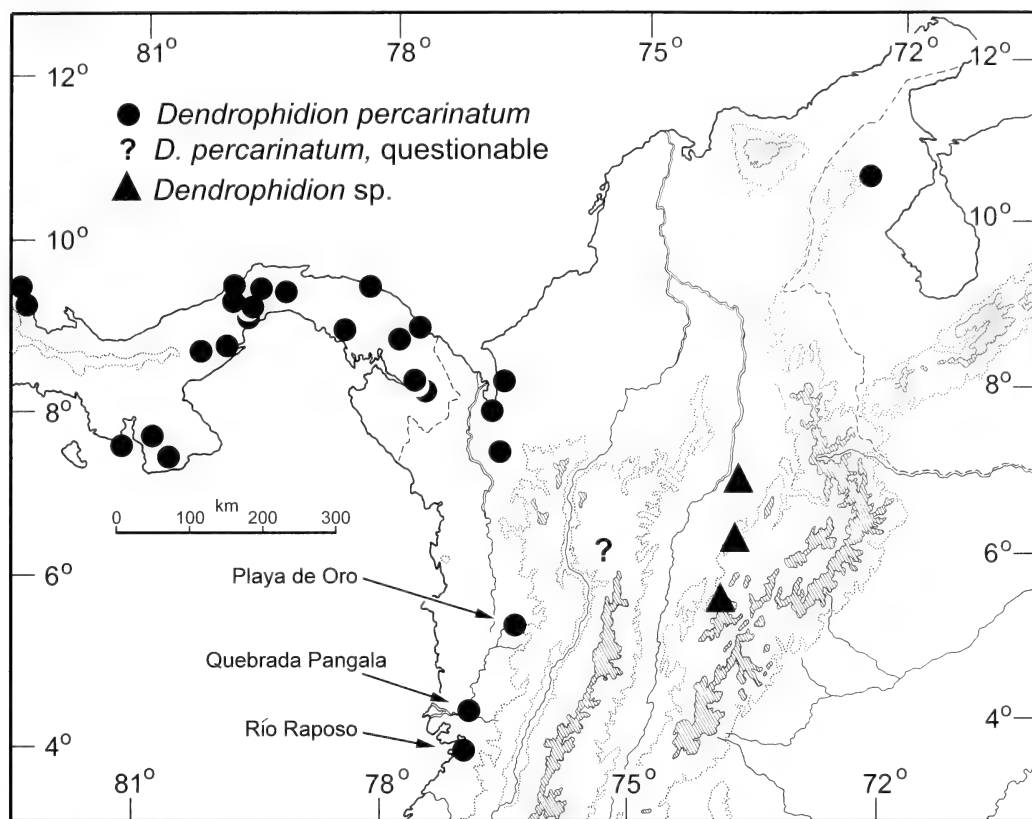 81° 78° 75° 72°
12° 12°
● Dendrophidion percarinatum
? D. percarinatum, questionable
▲ Dendrophidion sp.
10° 10°
8° 8°
km
0 100 200 300
?
6° 6°
Playa de Oro
Quebrada Pangala
Río Raposo
4° 4°
81° 78° 75° 72°